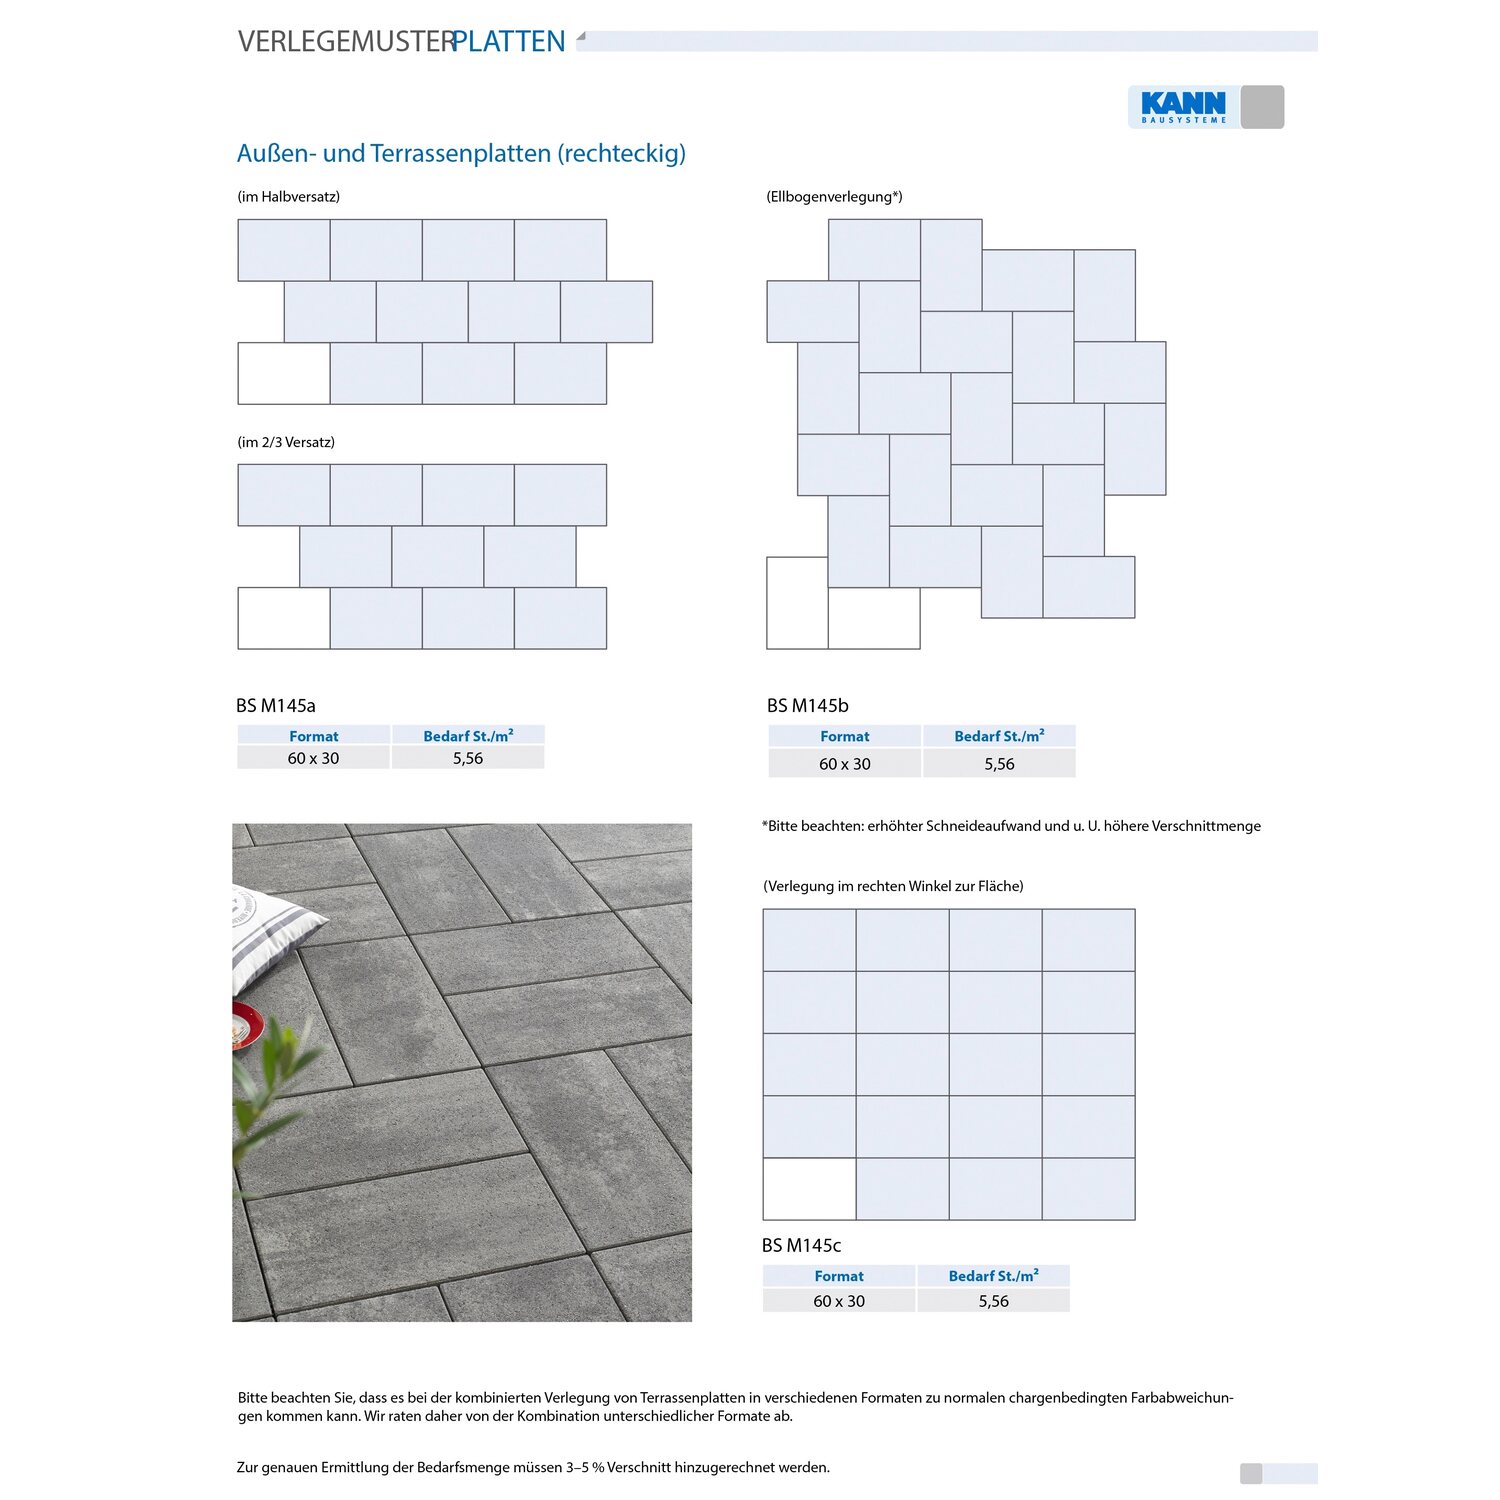 VERLEGEMUSTERPLATTEN
KANN
BAUSYSTEME
Außen- und Terrassenplatten (rechteckig)
(im Halbversatz)
(Ellbogenverlegung*)
(im 2/3 Versatz)
BS M145a
Format Bedarf St./m²
60 x 30 5,56
BS M145b
Format Bedarf St./m²
60 x 30 5,56
*Bitte beachten: erhöhter Schneideaufwand und u. U. höhere Verschnittmenge
(Verlegung im rechten Winkel zur Fläche)
BS M145c
Format Bedarf St./m²
60 x 30 5,56
Bitte beachten Sie, dass es bei der kombinierten Verlegung von Terrassenplatten in verschiedenen Formaten zu normalen chargenbedingten Farbabweichun-
gen kommen kann. Wir raten daher von der Kombination unterschiedlicher Formate ab.
Zur genauen Ermittlung der Bedarfsmenge müssen 3–5 % Verschnitt hinzugerechnet werden.